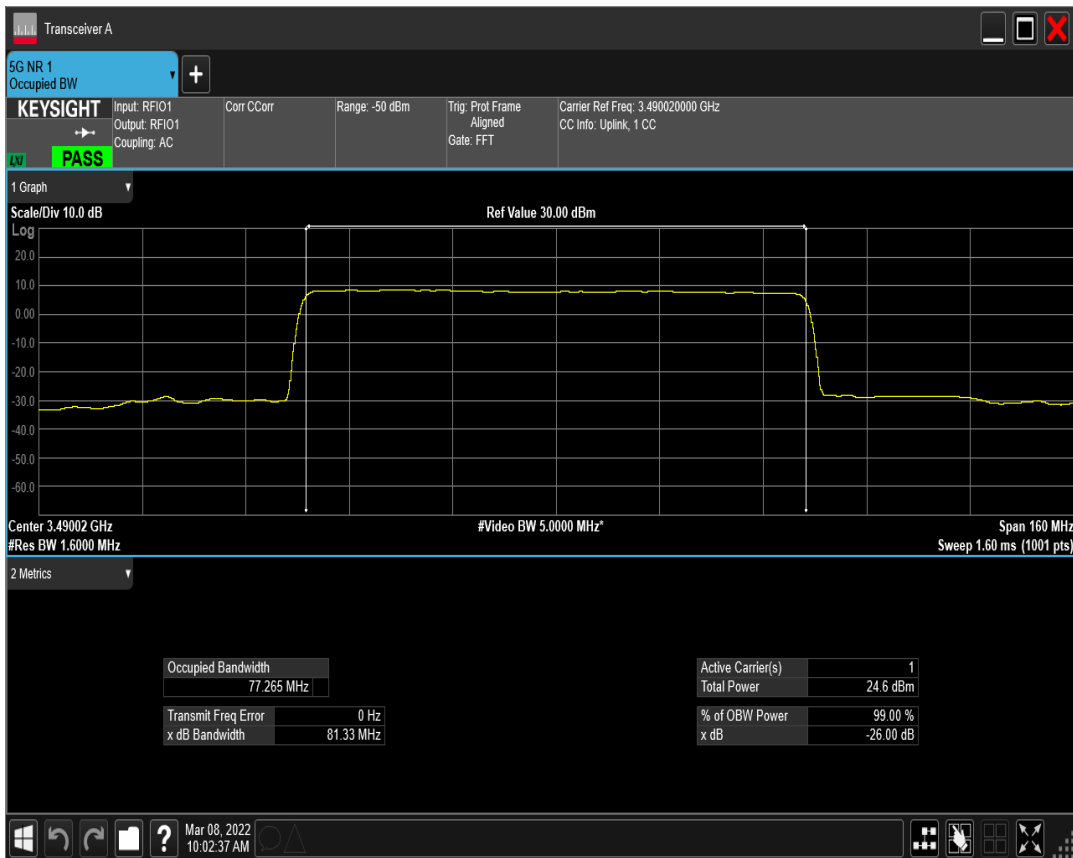 Transceiver A
5G NR 1
Occupied BW
+
KEYSIGHT
LXI
PASS
Input: RFIO1
Output: RFIO1
Coupling: AC
Corr CCorr
Range: -50 dBm
Trig: Prot Frame
Aligned
Gate: FFT
Carrier Ref Freq: 3.490020000 GHz
CC Info: Uplink, 1 CC
1 Graph
Scale/Div 10.0 dB
Ref Value 30.00 dBm
Log
20.0
10.0
0.00
-10.0
-20.0
-30.0
-40.0
-50.0
-60.0
Center 3.49002 GHz
#Video BW 5.0000 MHz*
Span 160 MHz
#Res BW 1.6000 MHz
Sweep 1.60 ms (1001 pts)
2 Metrics
Occupied Bandwidth
77.265 MHz
Transmit Freq Error 0 Hz
x dB Bandwidth 81.33 MHz
Active Carrier(s) 1
Total Power 24.6 dBm
% of OBW Power 99.00 %
x dB -26.00 dB
?
Mar 08, 2022
10:02:37 AM